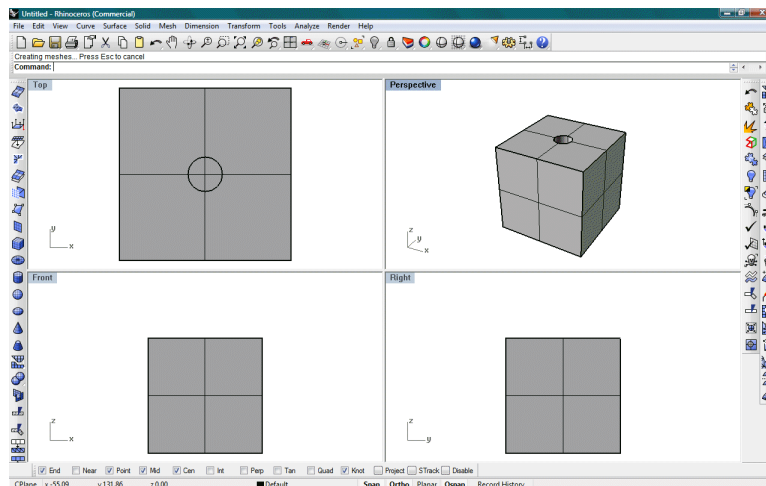 Untitled - Rhinoceros (Commercial)
File Edit View Curve Surface Solid Mesh Dimension Transform Tools Analyze Render Help
Creating meshes... Press Esc to cancel
Command:
Top
Perspective
y
x
z
y
x
Front
Right
z
x
z
y
End Near Point Mid Cen Int Perp Tan Quad Knot Project STrack Disable
CPlane x -55.09 y 131.86 z 0.00 Default Snap Ortho Planar Osnap Record History